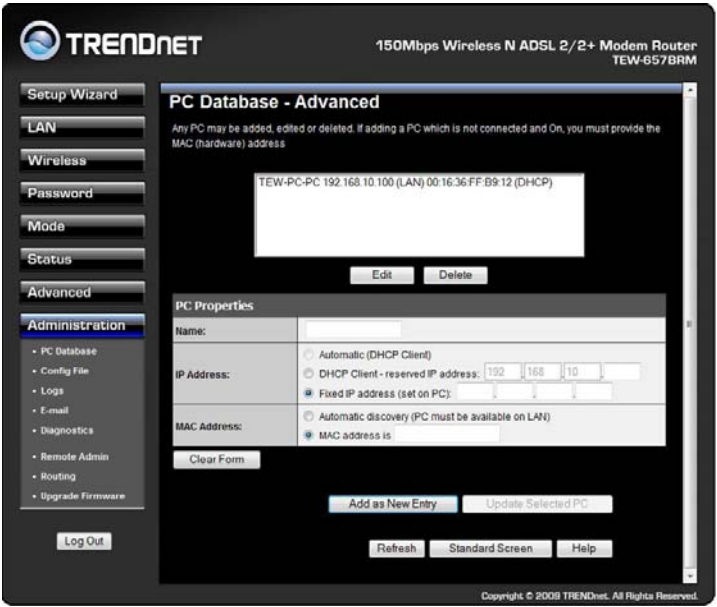 TRENDNET
150Mbps Wireless N ADSL 2/2+ Modem Router
TEW-657BRM
Setup Wizard
LAN
Wireless
Password
Mode
Status
Advanced
Administration
• PC Database
• Config File
• Logs
• E-mail
• Diagnostics
• Remote Admin
• Routing
• Upgrade Firmware
Log Out
PC Database - Advanced
Any PC may be added, edited or deleted. If adding a PC which is not connected and On, you must provide the
MAC (hardware) address
TEW-PC-PC 192.168.10.100 (LAN) 00:16:36:FF:B9:12 (DHCP)
Edit Delete
PC Properties
Name:
IP Address:
Automatic (DHCP Client)
DHCP Client - reserved IP address: 192 .168 .10 .
Fixed IP address (set on PC): . . .
MAC Address:
Automatic discovery (PC must be available on LAN)
MAC address is
Clear Form
Add as New Entry Update Selected PC
Refresh Standard Screen Help
Copyright © 2009 TRENDnet. All Rights Reserved.